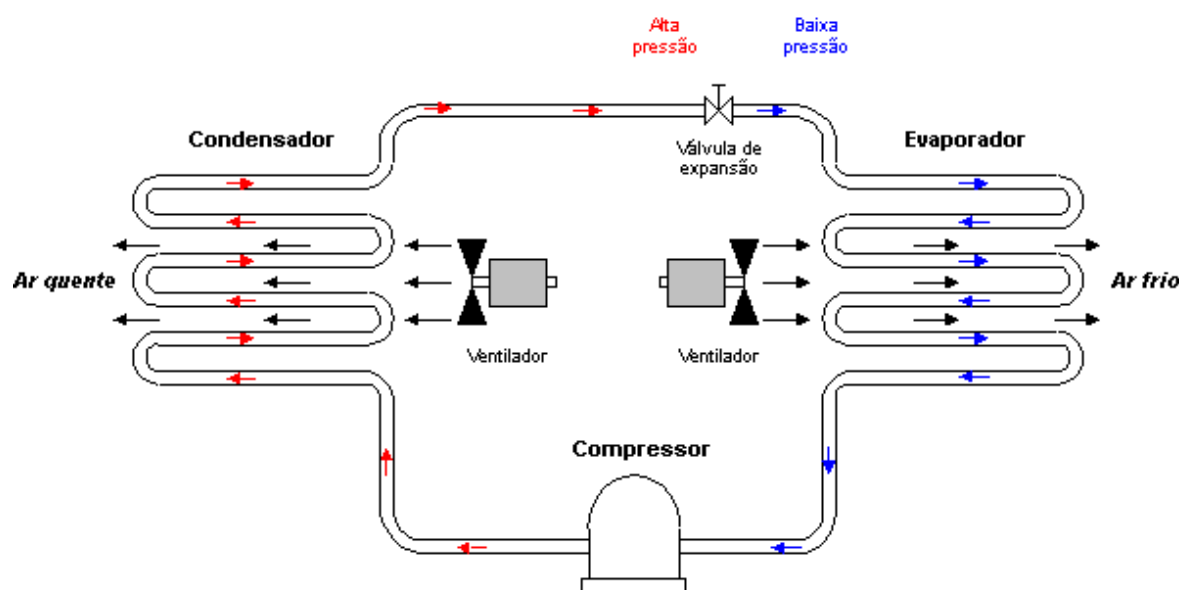 Alta
pressão
Baixa
pressão
Condensador
Válvula de
expansão
Evaporador
Ar quente
Ar frio
Ventilador
Ventilador
Compressor